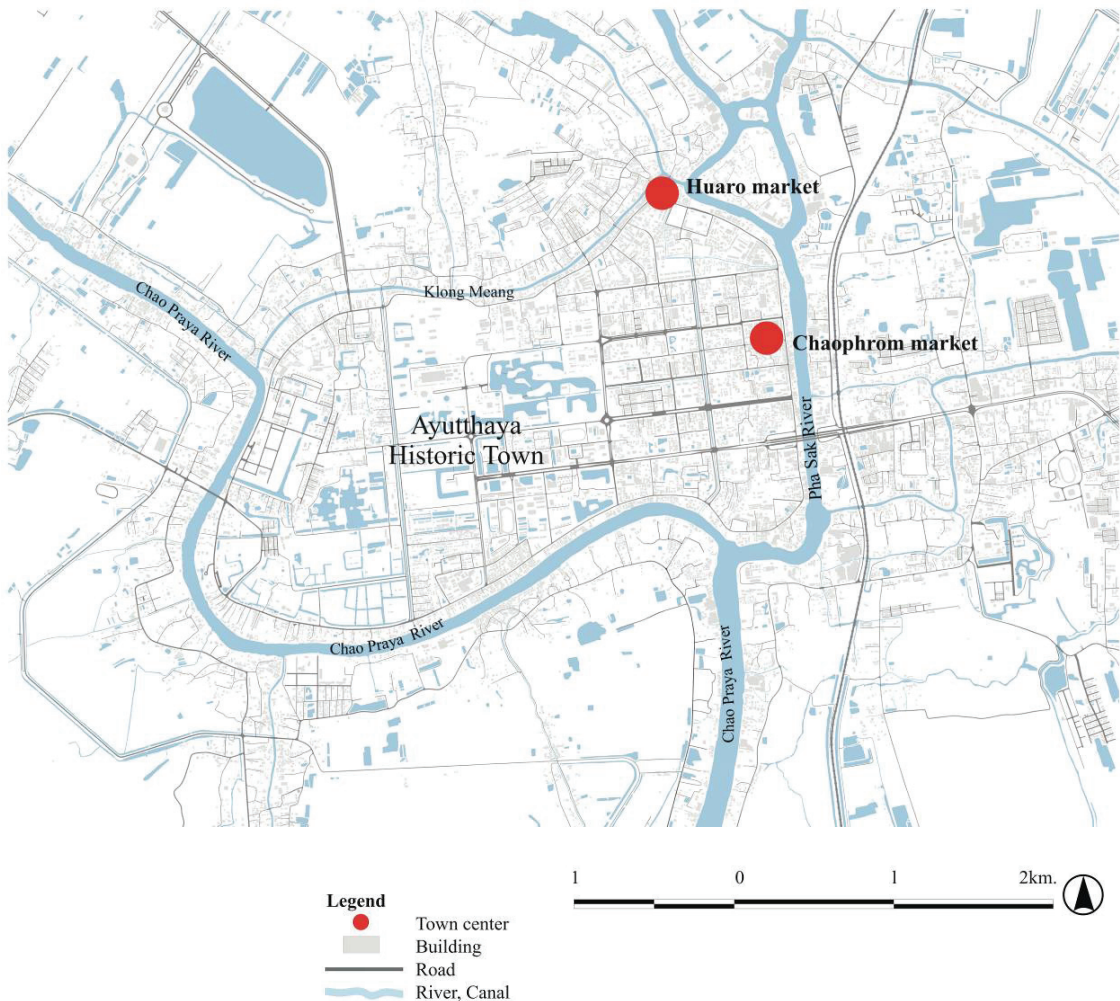 Huaro market
Chao Praya River
Klong Meang
Chaophrom market
Ayutthaya
Historic Town
Pha Sak River
Chao Praya River
Chao Praya River
1 0 1 2km.
Legend
Town center
Building
Road
River, Canal